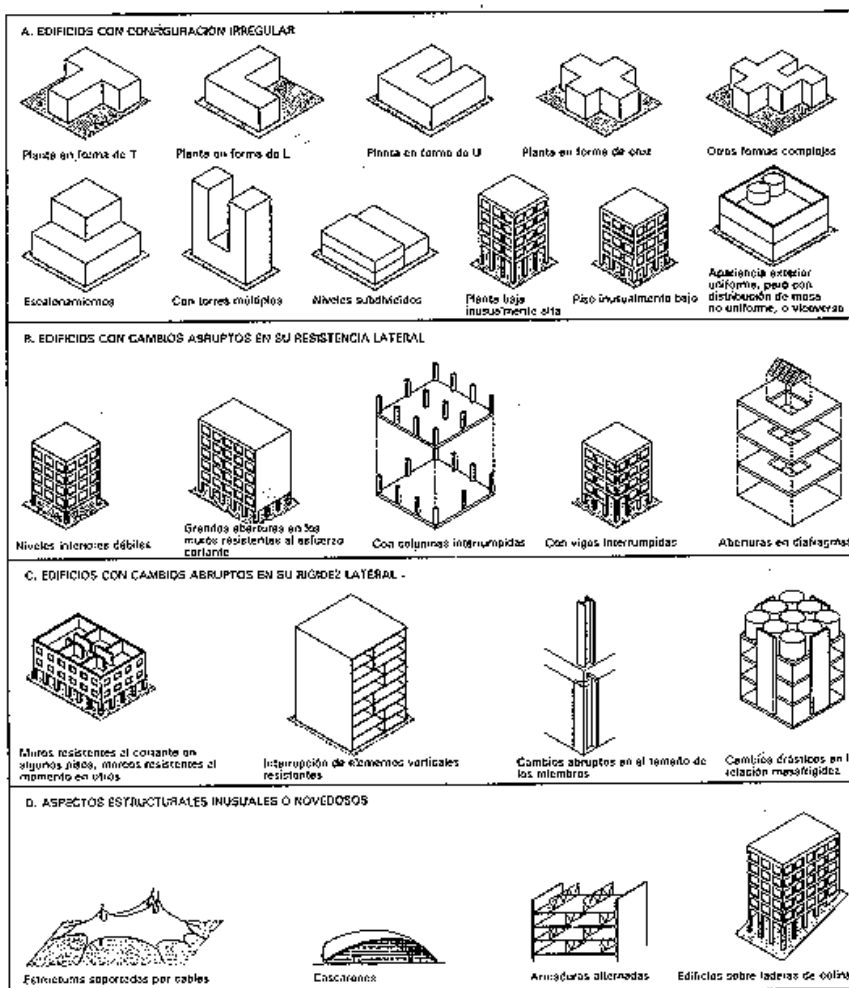 A. EDIFICIOS CON CONFIGURACIÓN IRREGULAR
Planta en forma de T
Planta en forma de L
Planta en forma de U
Planta en forma de cruz
Otras formas complejas
Escalonamientos
Con torres múltiples
Niveles subdivididos
Planta baja
inusualmente alta
Piso inusualmente bajo
Apariencia exterior
uniforme, pero con
distribución de masa
no uniforme, o viceversa
B. EDIFICIOS CON CAMBIOS ABRUPTOS EN SU RESISTENCIA LATERAL
Niveles inferiores débiles
Grandes aberturas en los
muros resistentes al esfuerzo
cortante
Con columnas interrumpidas
Con vigas interrumpidas
Aberturas en diafragmas
C. EDIFICIOS CON CAMBIOS ABRUPTOS EN SU RIGIDEZ LATERAL
Muros resistentes al cortante en
algunos pisos, marcos resistentes al
momento en otros
Interrupción de elementos verticales
resistentes
Cambios abruptos en el tamaño de
los miembros
Cambios drásticos en l
relación masa/rigidez
D. ASPECTOS ESTRUCTURALES INUSUALES O NOVEDOSOS
Estructuras soportadas por cables
Cascarones
Armaduras alternadas
Edificios sobre laderas de colina